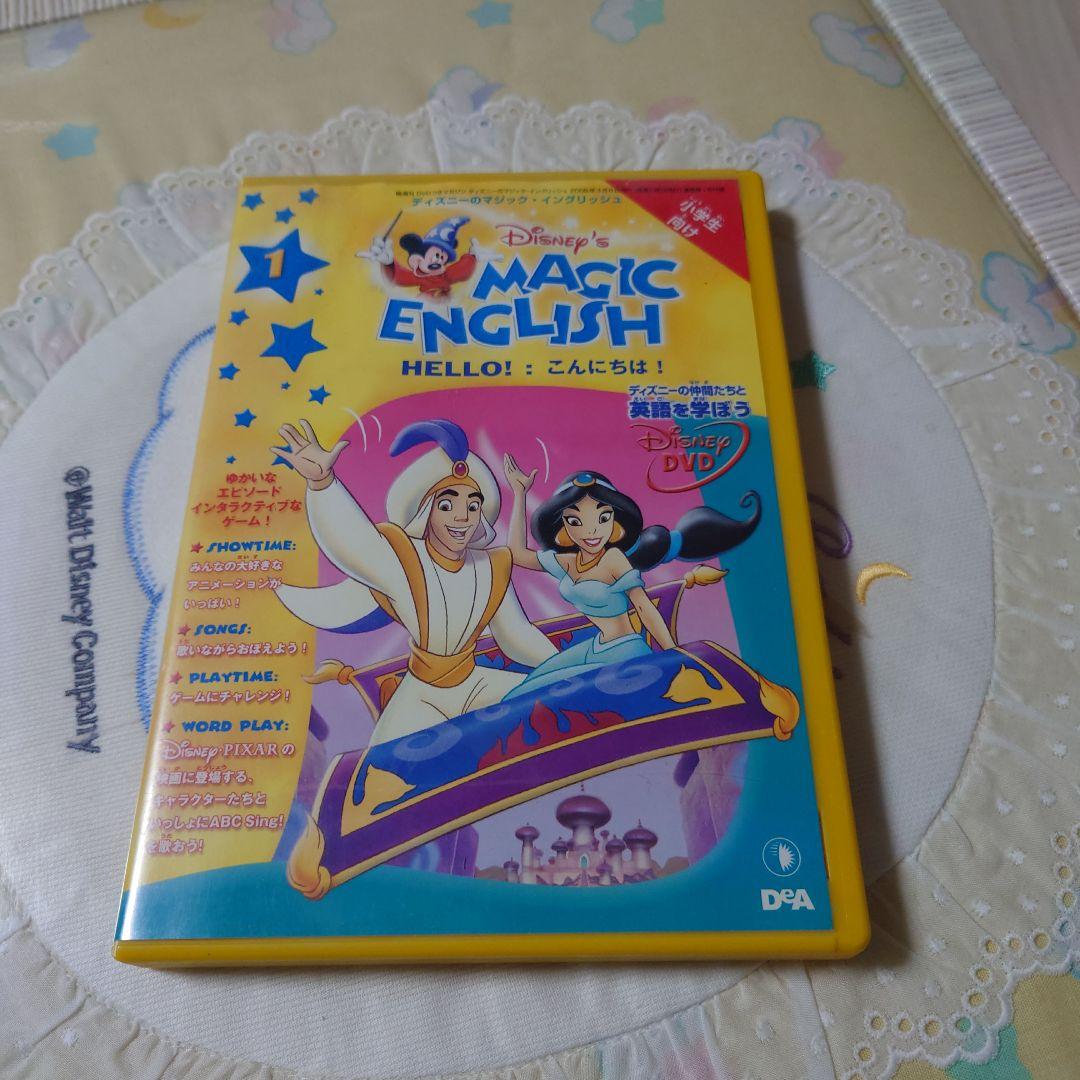 ディズニーのマジック・イングリッシュ
小学生
向け
1
Disney's
MAGIC
ENGLISH
HELLO! : こんにちは！
ディズニーの仲間たちと
英語を学ぼう
Disney
DVD
ゆかいな
エピソード
インタラクティブな
ゲーム！
SHOWTIME:
みんなの大好きな
アニメーションが
いっぱい！
SONGS:
歌いながらおぼえよう！
PLAYTIME:
ゲームにチャレンジ！
WORD PLAY:
Disney・PIXARの
映画に登場する、
キャラクターたちと
いっしょにABC Sing!
を歌おう！
DeA
©Walt Disney Company